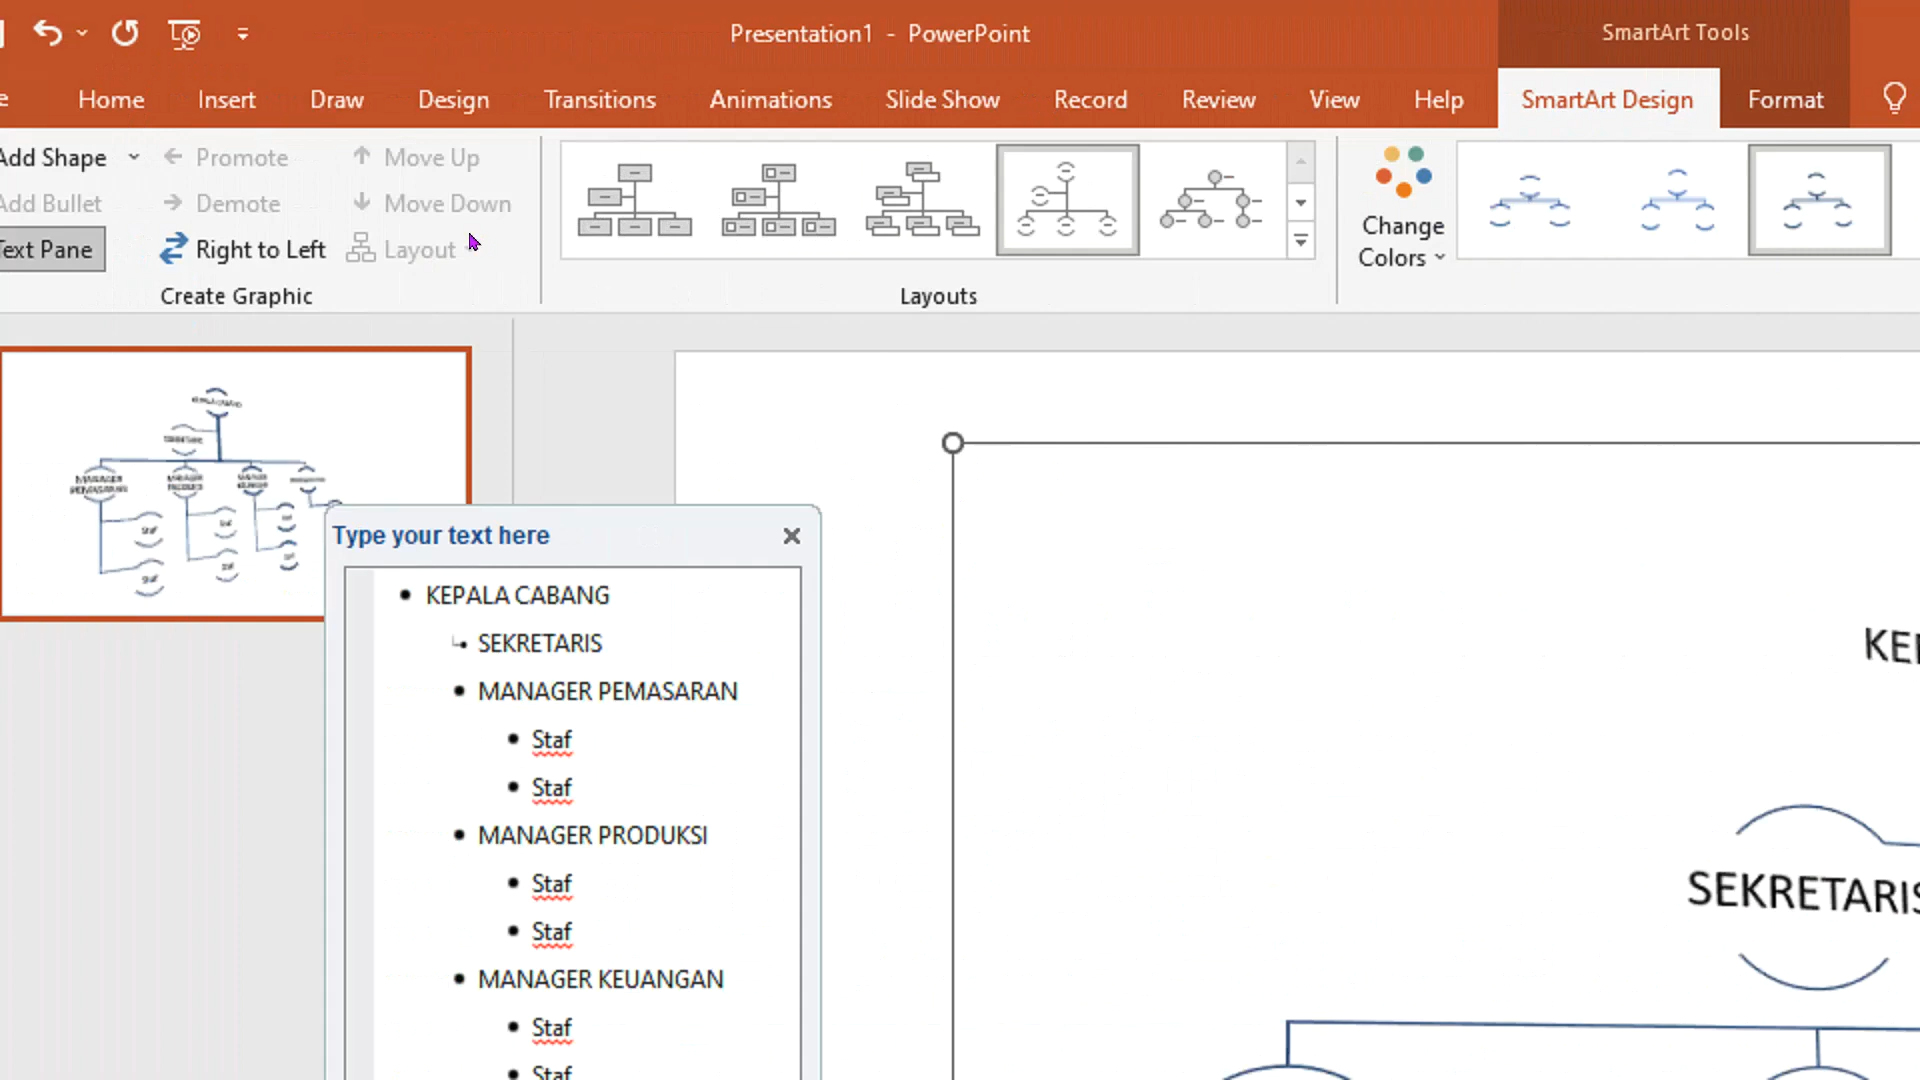 Presentation1 - PowerPoint
SmartArt Tools
Home
Insert
Draw
Design
Transitions
Animations
Slide Show
Record
Review
View
Help
SmartArt Design
Format
Add Shape
Promote
Move Up
Add Bullet
Demote
Move Down
Text Pane
Right to Left
Layout
Create Graphic
Layouts
Change
Colors
Type your text here
KEPALA CABANG
SEKRETARIS
MANAGER PEMASARAN
Staf
Staf
MANAGER PRODUKSI
Staf
Staf
MANAGER KEUANGAN
Staf
Staf
KEP
SEKRETARIS